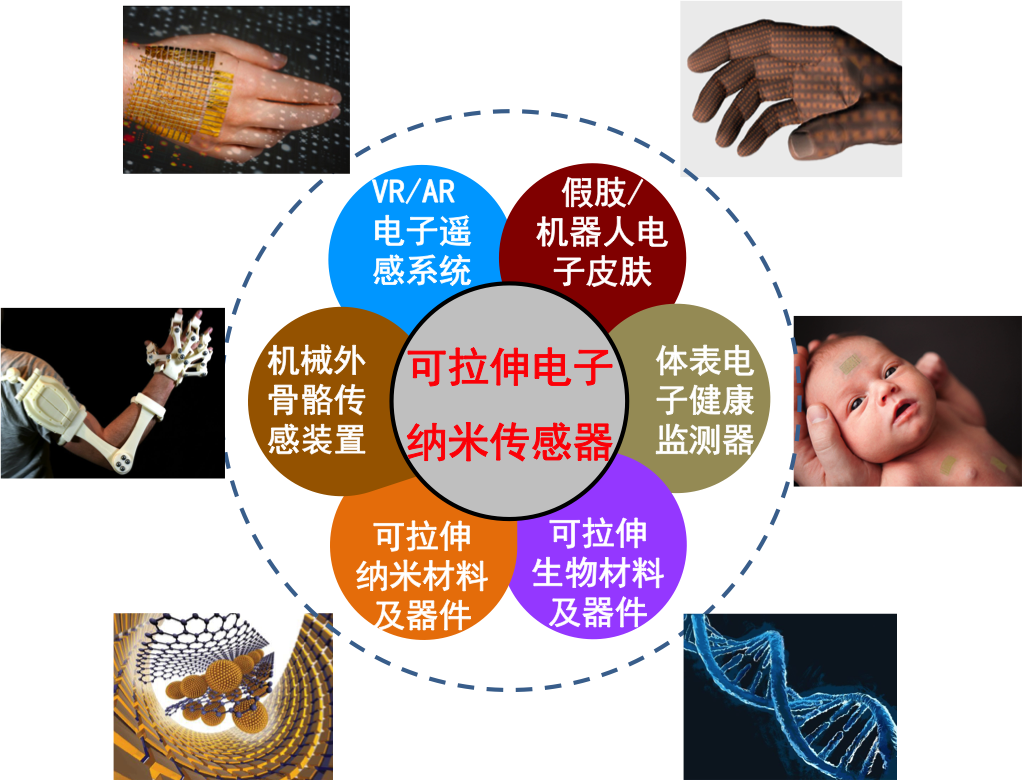 VR/AR
电子遥
感系统
假肢/
机器人电
子皮肤
机械外
骨骼传
感装置
可拉伸电子
纳米传感器
体表电
子健康
监测器
可拉伸
纳米材料
及器件
可拉伸
生物材料
及器件